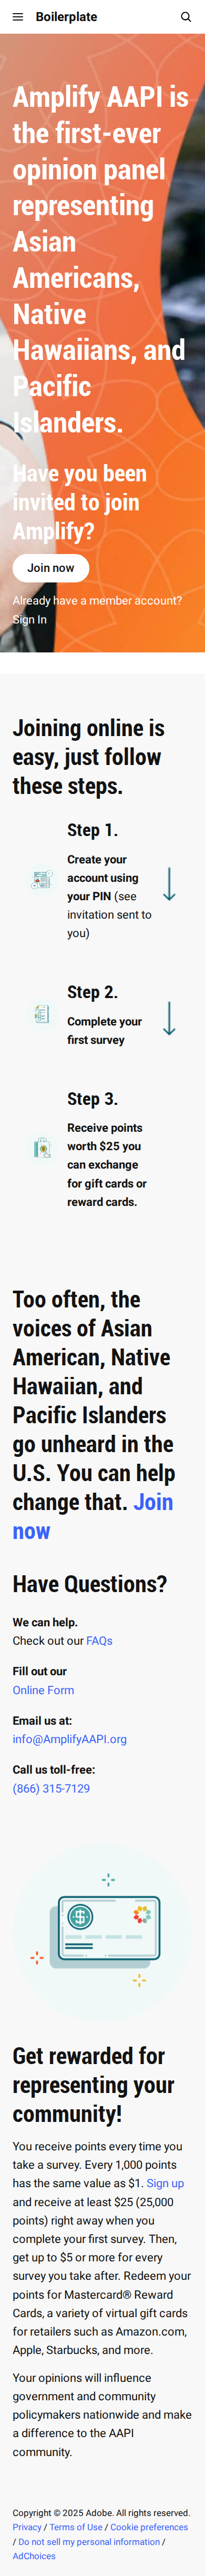 Boilerplate
Amplify AAPI is
the first-ever
opinion panel
representing
Asian
Americans,
Native
Hawaiians, and
Pacific
Islanders.
Have you been
invited to join
Amplify?
Join now
Already have a member account?
Sign In
Joining online is
easy, just follow
these steps.
Step 1.
Create your
account using
your PIN (see
invitation sent to
you)
Step 2.
Complete your
first survey
Step 3.
Receive points
worth $25 you
can exchange
for gift cards or
reward cards.
Too often, the
voices of Asian
American, Native
Hawaiian, and
Pacific Islanders
go unheard in the
U.S. You can help
change that. Join
now
Have Questions?
We can help.
Check out our FAQs
Fill out our
Online Form
Email us at:
info@AmplifyAAPI.org
Call us toll-free:
(866) 315-7129
$
Get rewarded for
representing your
community!
You receive points every time you
take a survey. Every 1,000 points
has the same value as $1. Sign up
and receive at least $25 (25,000
points) right away when you
complete your first survey. Then,
get up to $5 or more for every
survey you take after. Redeem your
points for Mastercard® Reward
Cards, a variety of virtual gift cards
for retailers such as Amazon.com,
Apple, Starbucks, and more.
Your opinions will influence
government and community
policymakers nationwide and make
a difference to the AAPI
community.
Copyright © 2025 Adobe. All rights reserved.
Privacy / Terms of Use / Cookie preferences
/ Do not sell my personal information /
AdChoices